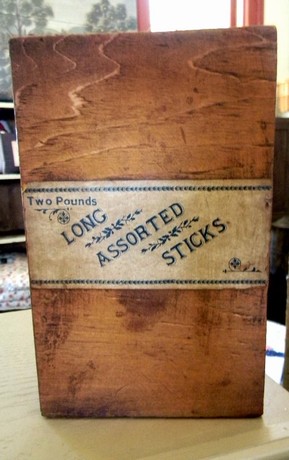 Two Pounds
LONG
ASSORTED
STICKS.